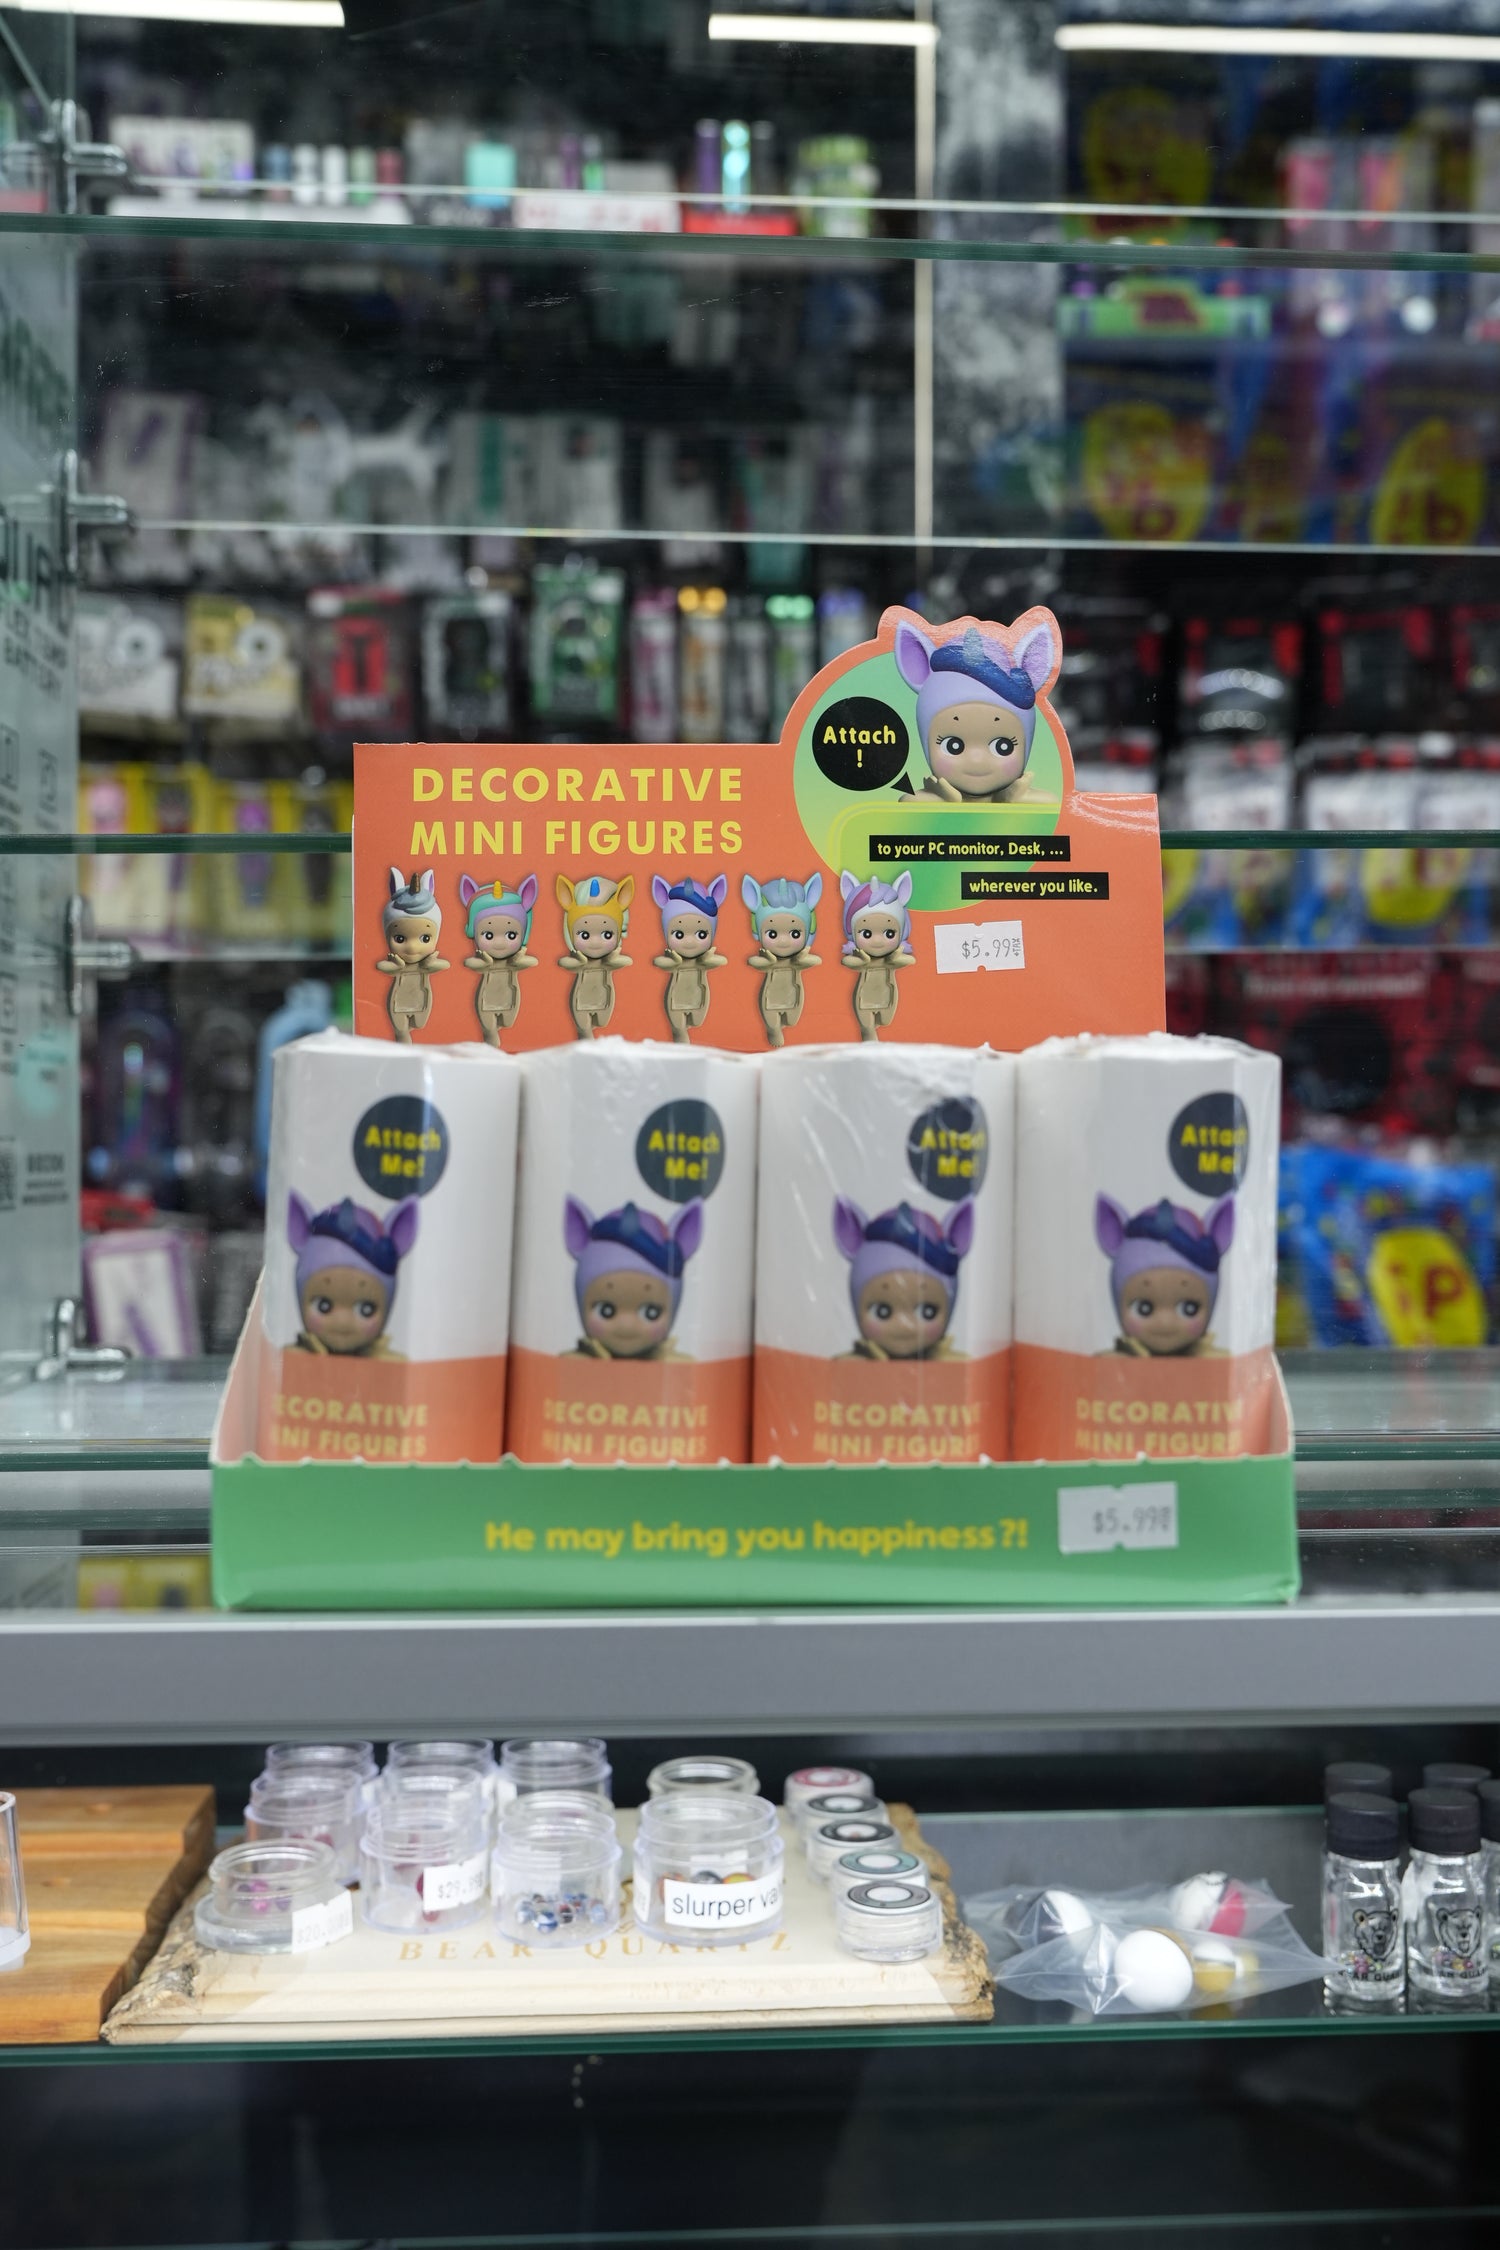 Attach
!
DECORATIVE
MINI FIGURES
to your PC monitor, Desk, ...
wherever you like.
$5.99
Attach
Me!
Attach
Me!
Attach
Me!
Attach
Me!
DECORATIVE
MINI FIGURES
DECORATIVE
MINI FIGURES
DECORATIVE
MINI FIGURES
DECORATIVE
MINI FIGURES
He may bring you happiness?!
$5.99
slurper
BEAR QUARTZ